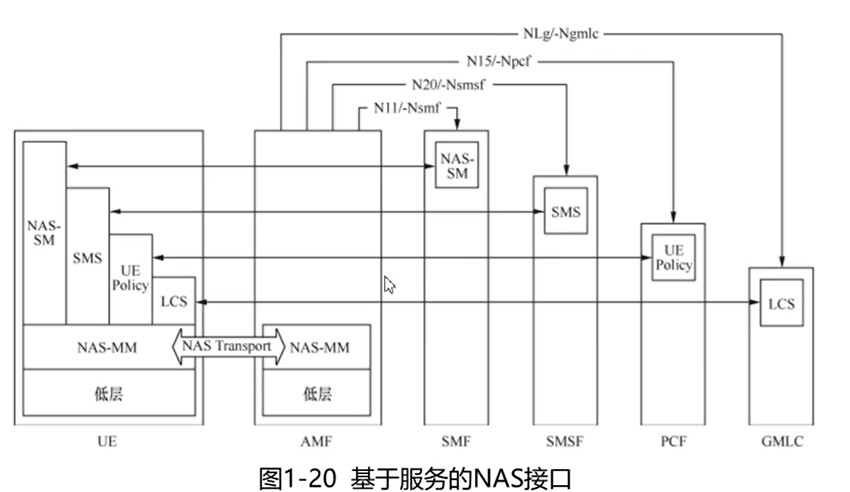 NLg/-Ngmlc
N15/-Npcf
N20/-Nsmsf
N11/-Nsmf
NAS-
SM
SMS
UE
Policy
LCS
NAS-
SM
SMS
UE
Policy
LCS
NAS-MM
NAS Transport
NAS-MM
低层
低层
UE
AMF
SMF
SMSF
PCF
GMLC
图1-20 基于服务的NAS接口